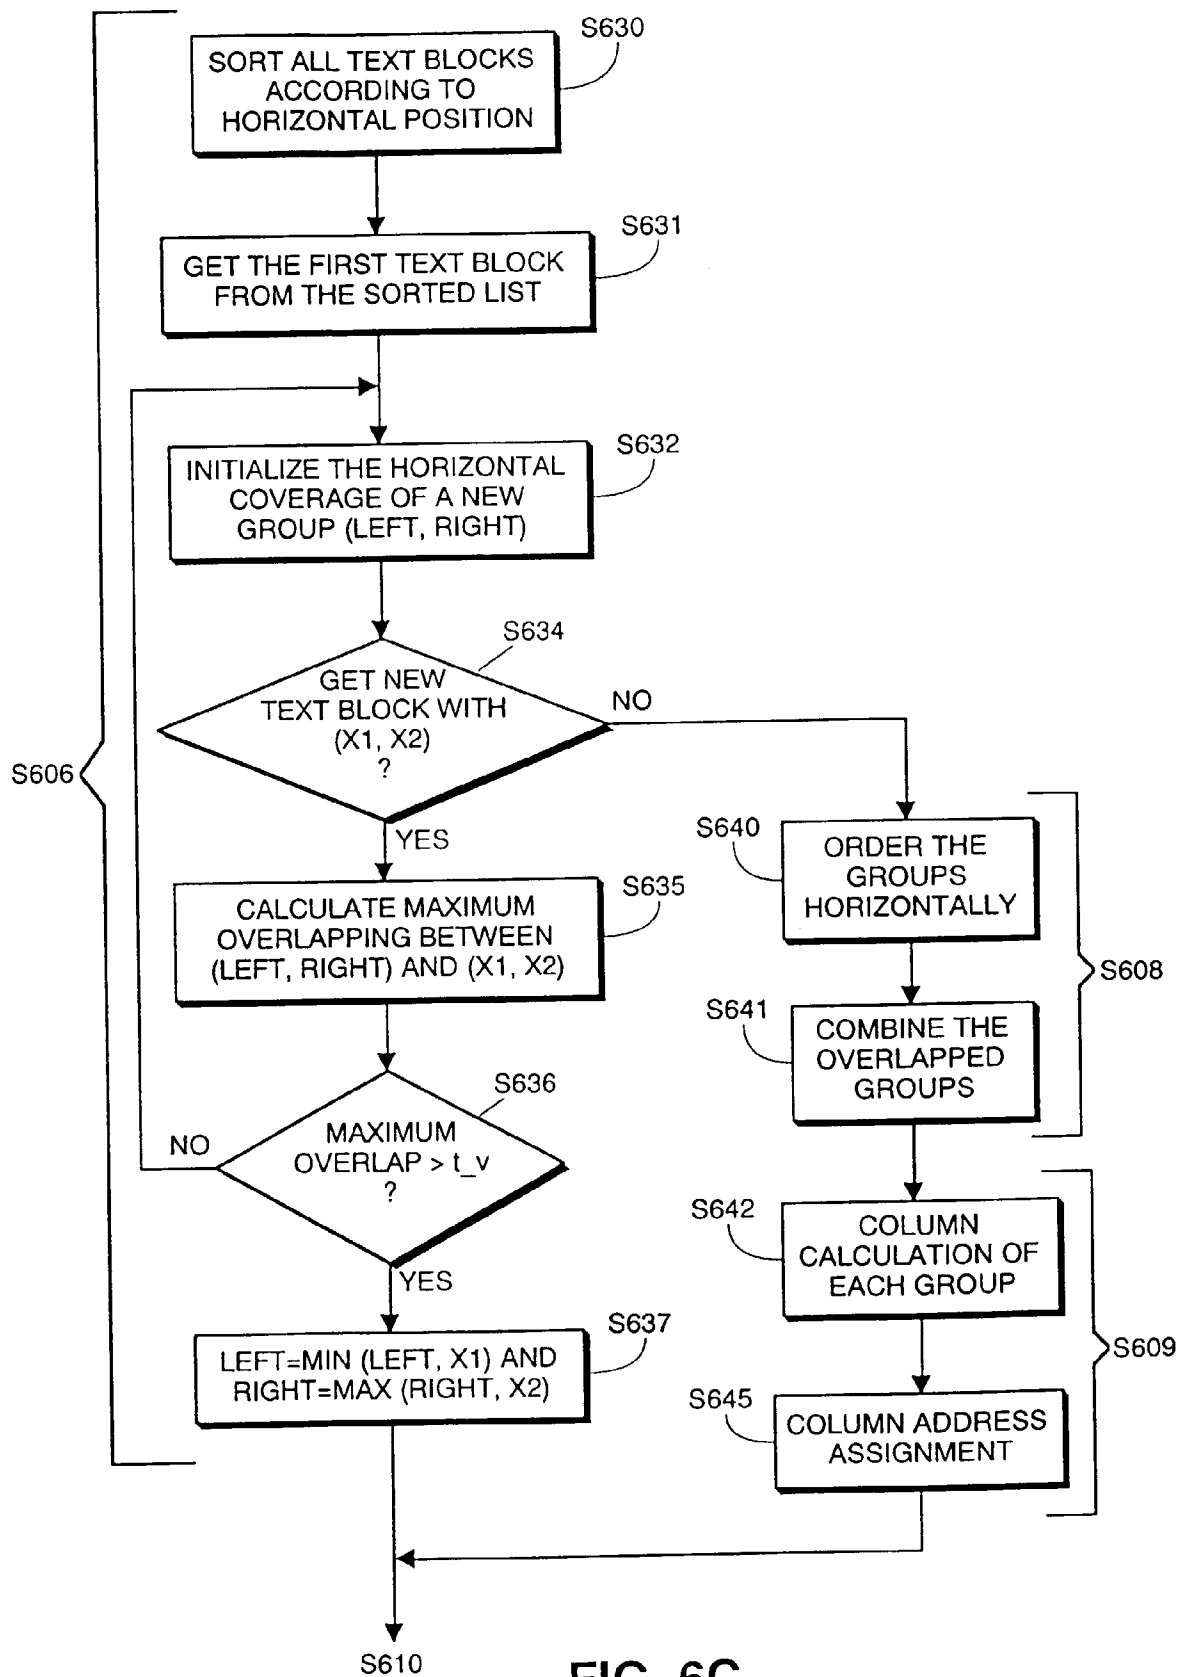 S630
SORT ALL TEXT BLOCKS
ACCORDING TO
HORIZONTAL POSITION
S631
GET THE FIRST TEXT BLOCK
FROM THE SORTED LIST
S632
INITIALIZE THE HORIZONTAL
COVERAGE OF A NEW
GROUP (LEFT, RIGHT)
S634
GET NEW
TEXT BLOCK WITH
(X1, X2)
?
NO
YES
S606
S635
CALCULATE MAXIMUM
OVERLAPPING BETWEEN
(LEFT, RIGHT) AND (X1, X2)
S636
MAXIMUM
OVERLAP > t_v
?
NO
YES
S637
LEFT=MIN (LEFT, X1) AND
RIGHT=MAX (RIGHT, X2)
S640
ORDER THE
GROUPS
HORIZONTALLY
S608
S641
COMBINE THE
OVERLAPPED
GROUPS
S642
COLUMN
CALCULATION OF
EACH GROUP
S609
S645
COLUMN ADDRESS
ASSIGNMENT
S610
FIG. 6C